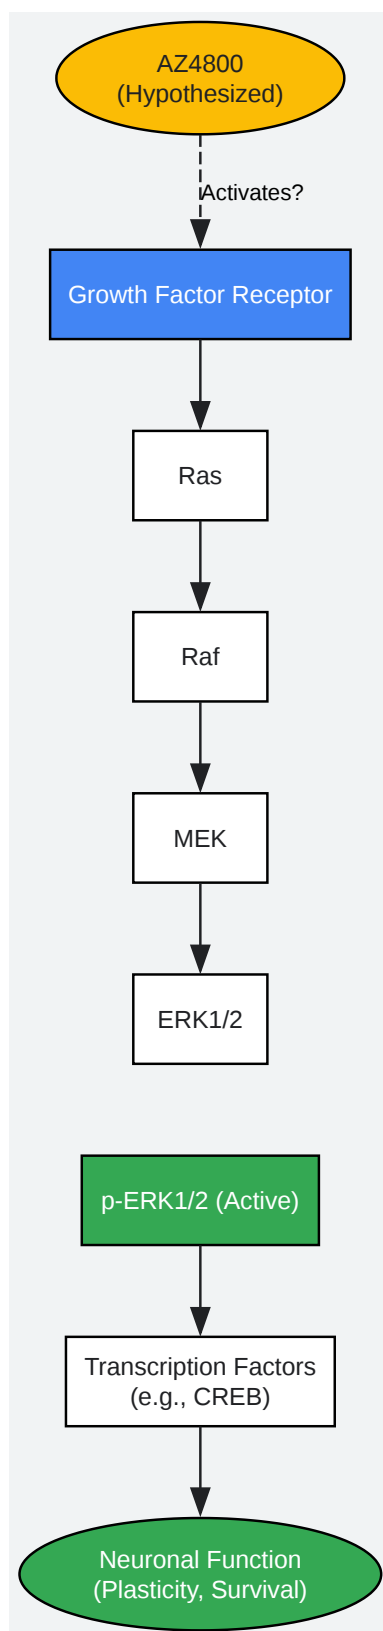 AZ4800
(Hypothesized)
Activates?
Growth Factor Receptor
Ras
Raf
MEK
ERK1/2
p-ERK1/2 (Active)
Transcription Factors
(e.g., CREB)
Neuronal Function
(Plasticity, Survival)